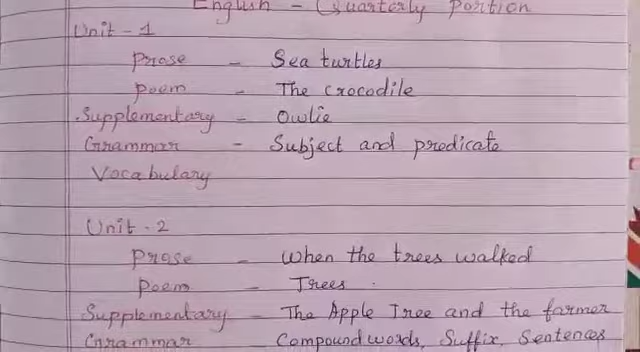 English - Quarterly Portion
Unit - 1
Prose - Sea turtles
Poem - The crocodile
Supplementary - Owlie
Grammar - Subject and predicate
Vocabulary
Unit - 2
Prose - When the trees walked
Poem - Trees
Supplementary - The Apple Tree and the farmer
Grammar - Compound words, Suffix, Sentences